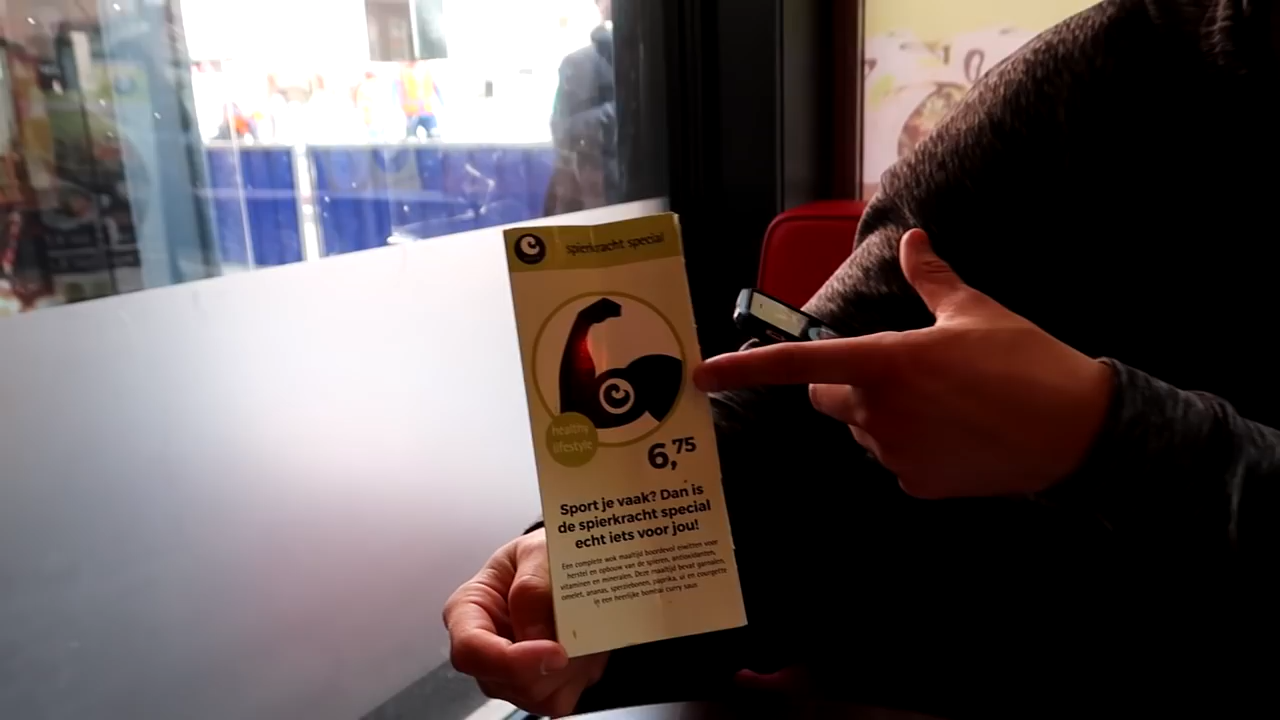 spierkracht special
healthy
lifestyle
6,75
Sport je vaak? Dan is
de spierkracht special
echt iets voor jou!
Een complete wok maaltijd boordevol eiwitten voor
herstel en opbouw van de spieren, antioxidanten,
vitaminen en mineralen. Deze maaltijd bevat garnalen,
omelet, ananas, sperziebonen, paprika, ui en courgette
in een heerlijke bombai curry saus